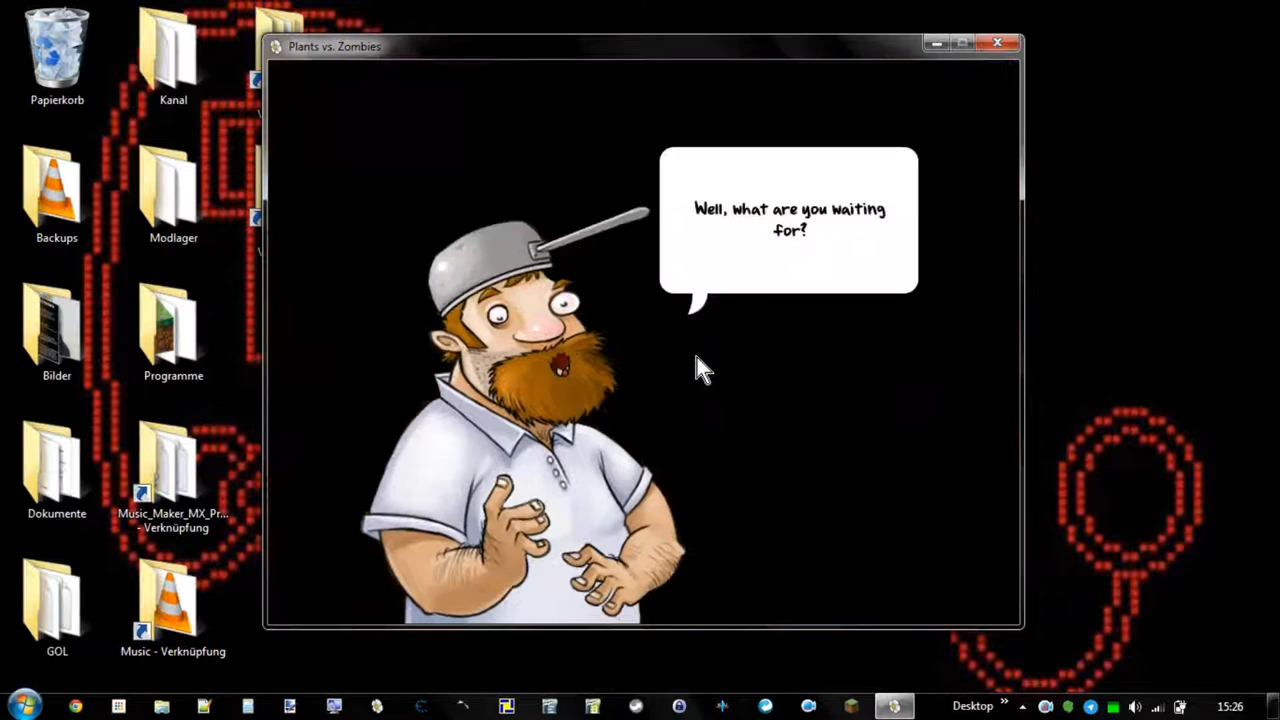 Plants vs. Zombies
Well, what are you waiting
for?
Papierkorb
Kanal
Backups
Modlager
Bilder
Programme
Dokumente
Music_Maker_MX_Pr...
- Verknüpfung
GOL
Music - Verknüpfung
Desktop
15:26